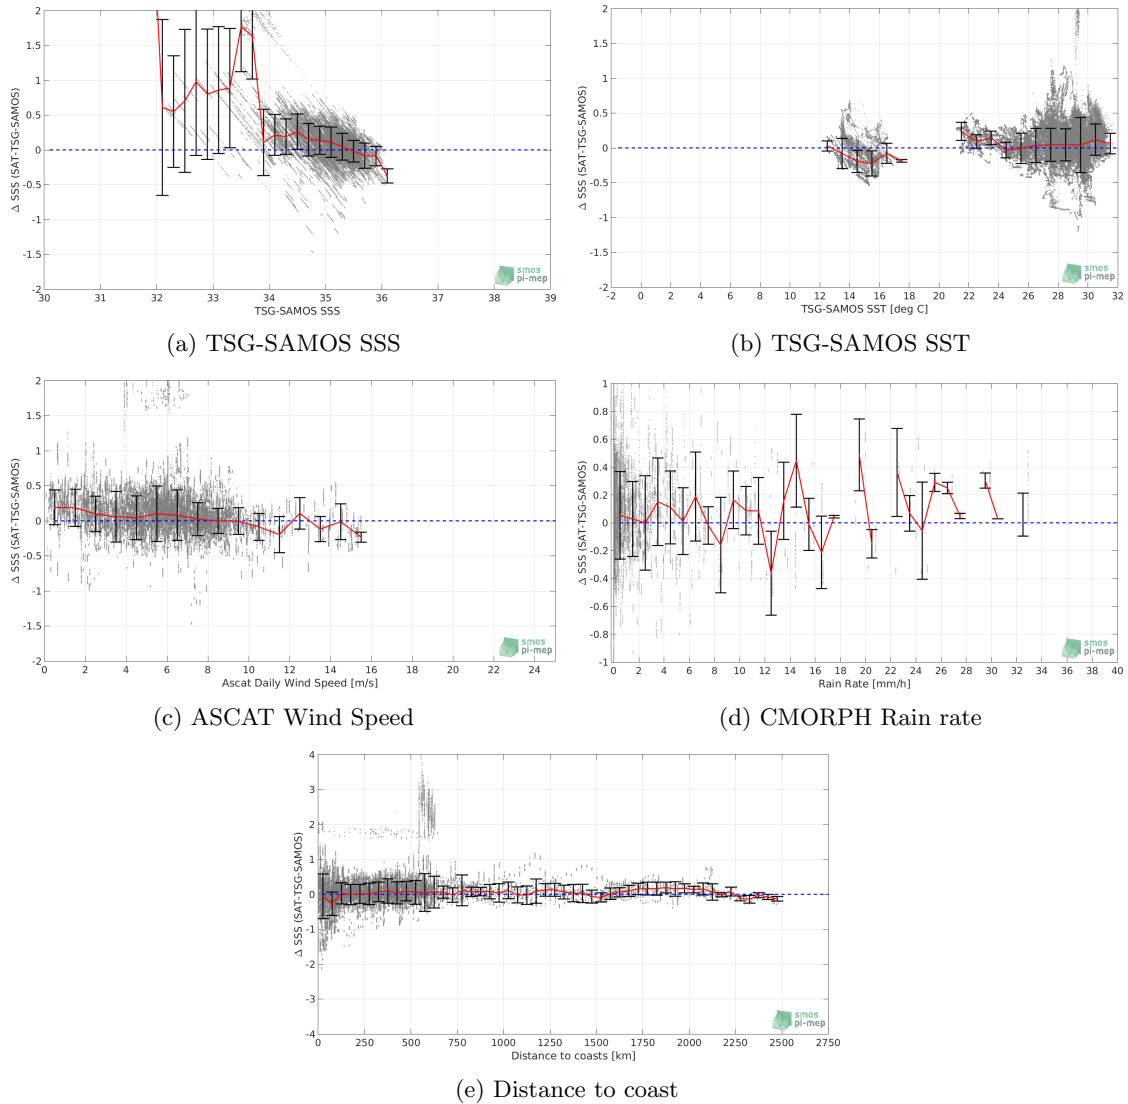 2
1.5
1
0.5
0
-0.5
-1
-1.5
-2
Δ SSS (SAT-TSG-SAMOS)
30 31 32 33 34 35 36 37 38 39
TSG-SAMOS SSS
smos
pi-mep
(a) TSG-SAMOS SSS
2
1.5
1
0.5
0
-0.5
-1
-1.5
-2
Δ SSS (SAT-TSG-SAMOS)
-2 0 2 4 6 8 10 12 14 16 18 20 22 24 26 28 30 32
TSG-SAMOS SST [deg C]
smos
pi-mep
(b) TSG-SAMOS SST
2
1.5
1
0.5
0
-0.5
-1
-1.5
-2
Δ SSS (SAT-TSG-SAMOS)
0 2 4 6 8 10 12 14 16 18 20 22 24
Ascat Daily Wind Speed [m/s]
smos
pi-mep
(c) ASCAT Wind Speed
1
0.8
0.6
0.4
0.2
0
-0.2
-0.4
-0.6
-0.8
-1
Δ SSS (SAT-TSG-SAMOS)
0 2 4 6 8 10 12 14 16 18 20 22 24 26 28 30 32 34 36 38 40
Rain Rate [mm/h]
smos
pi-mep
(d) CMORPH Rain rate
4
3
2
1
0
-1
-2
-3
-4
Δ SSS (SAT-TSG-SAMOS)
0 250 500 750 1000 1250 1500 1750 2000 2250 2500 2750
Distance to coasts [km]
smos
pi-mep
(e) Distance to coast